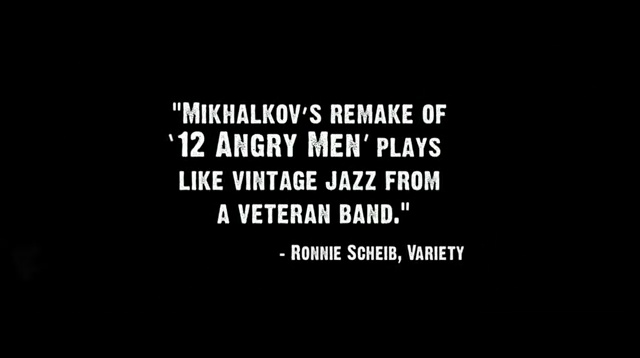 "MIKHALKOV'S REMAKE OF
'12 ANGRY MEN' PLAYS
LIKE VINTAGE JAZZ FROM
A VETERAN BAND."
- RONNIE SCHEIB, VARIETY